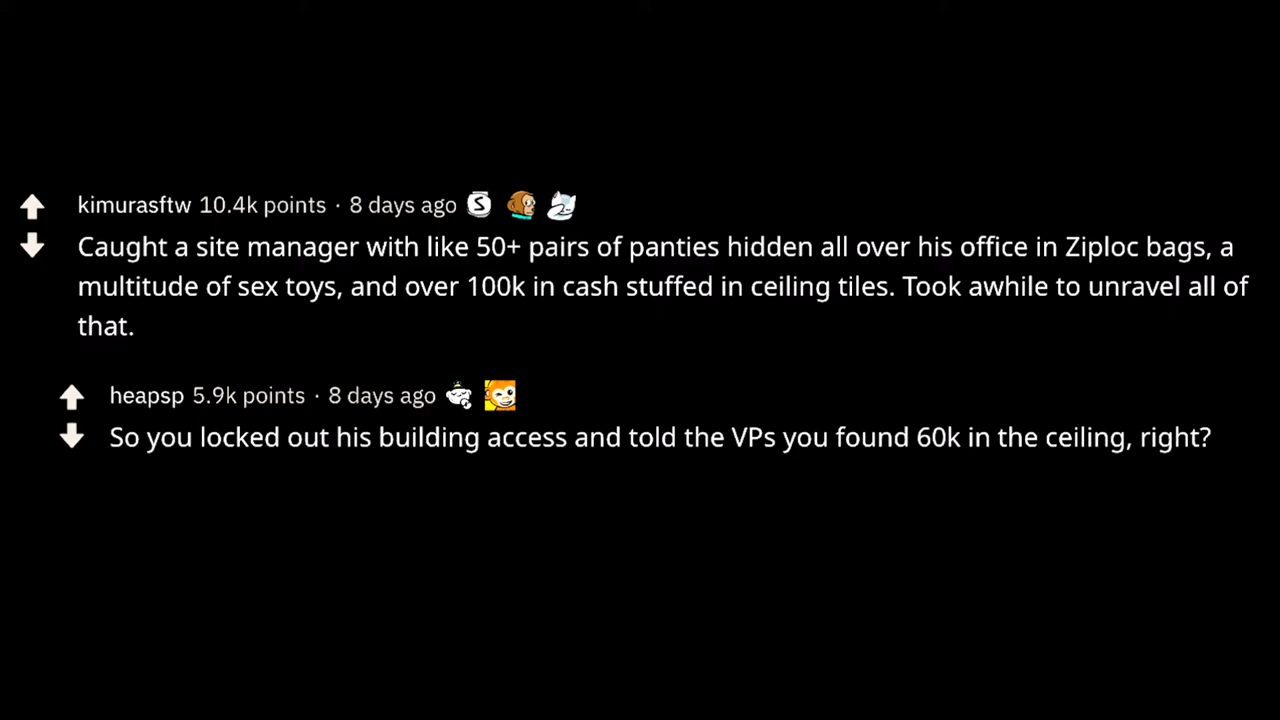 kimurasftw 10.4k points · 8 days ago
Caught a site manager with like 50+ pairs of panties hidden all over his office in Ziploc bags, a
multitude of sex toys, and over 100k in cash stuffed in ceiling tiles. Took awhile to unravel all of
that.
heapsp 5.9k points · 8 days ago
So you locked out his building access and told the VPs you found 60k in the ceiling, right?